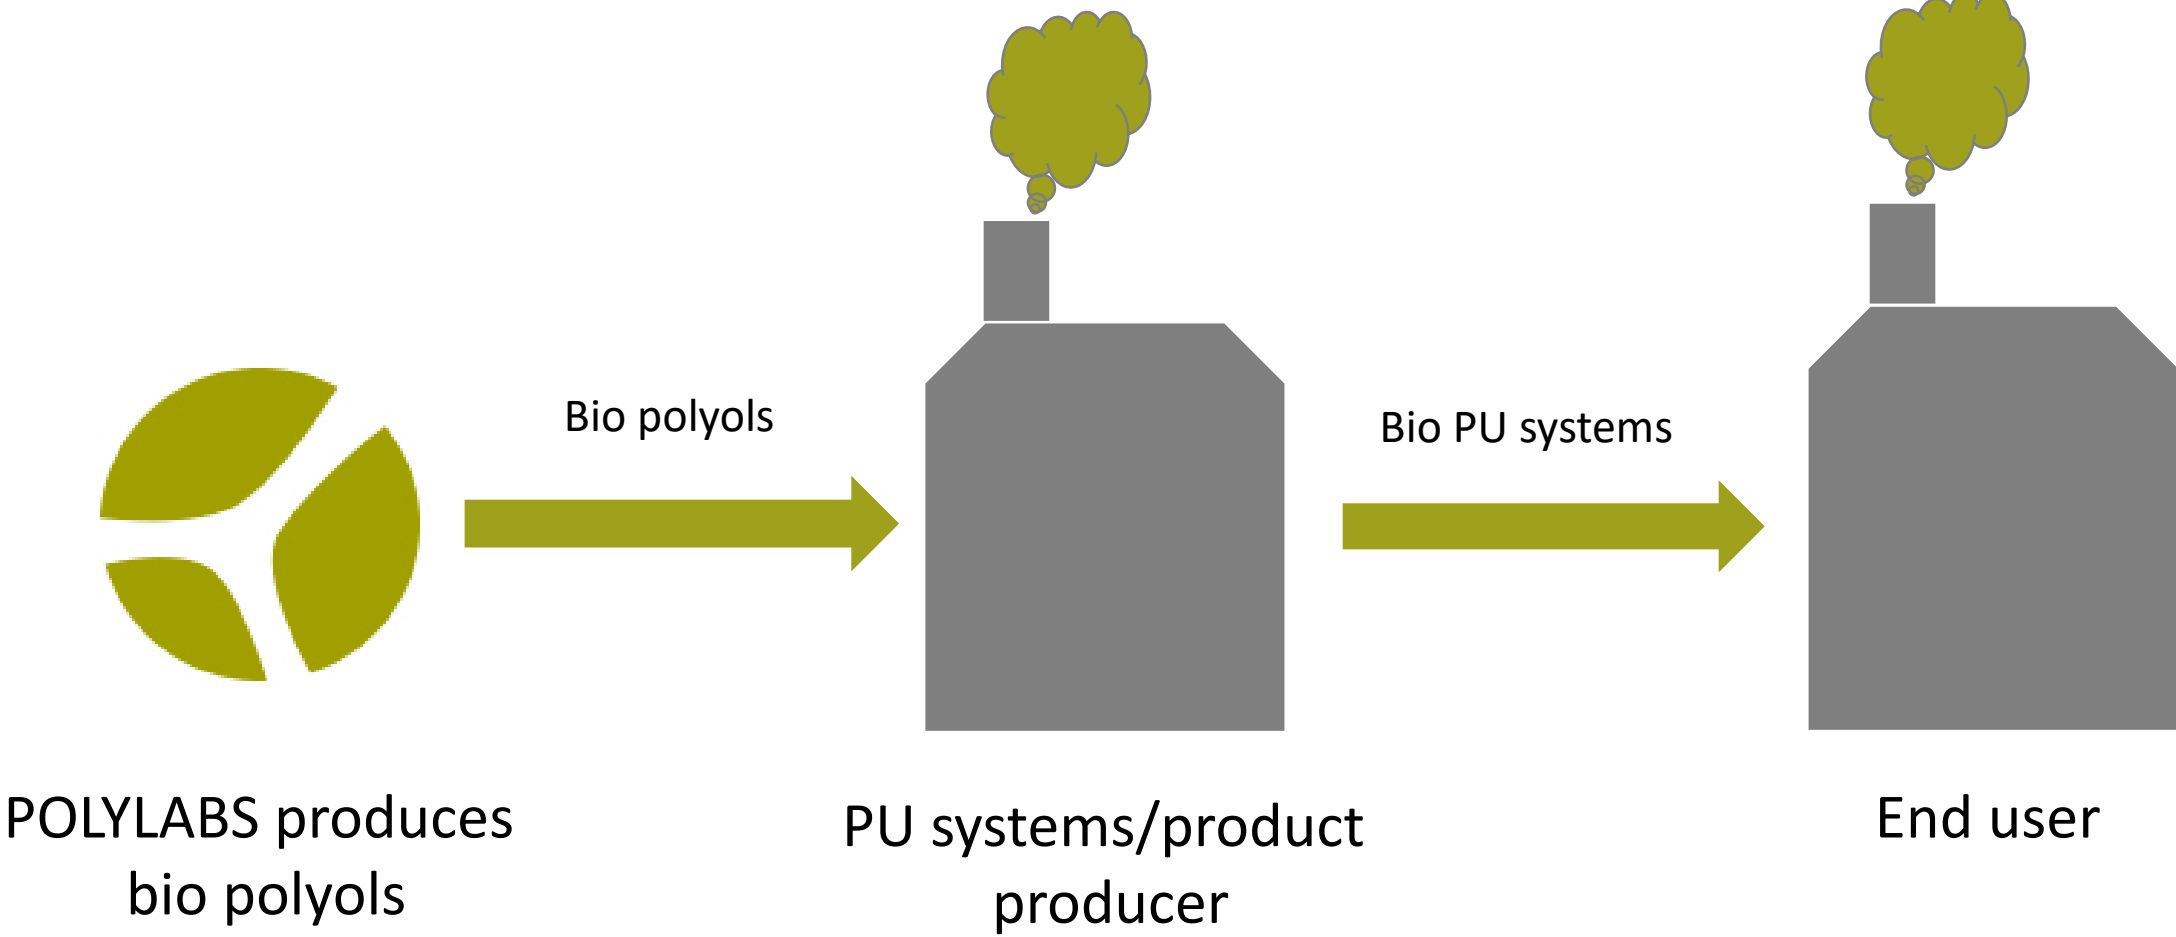 Bio polyols
Bio PU systems
POLYLABS produces
bio polyols
PU systems/product
producer
End user